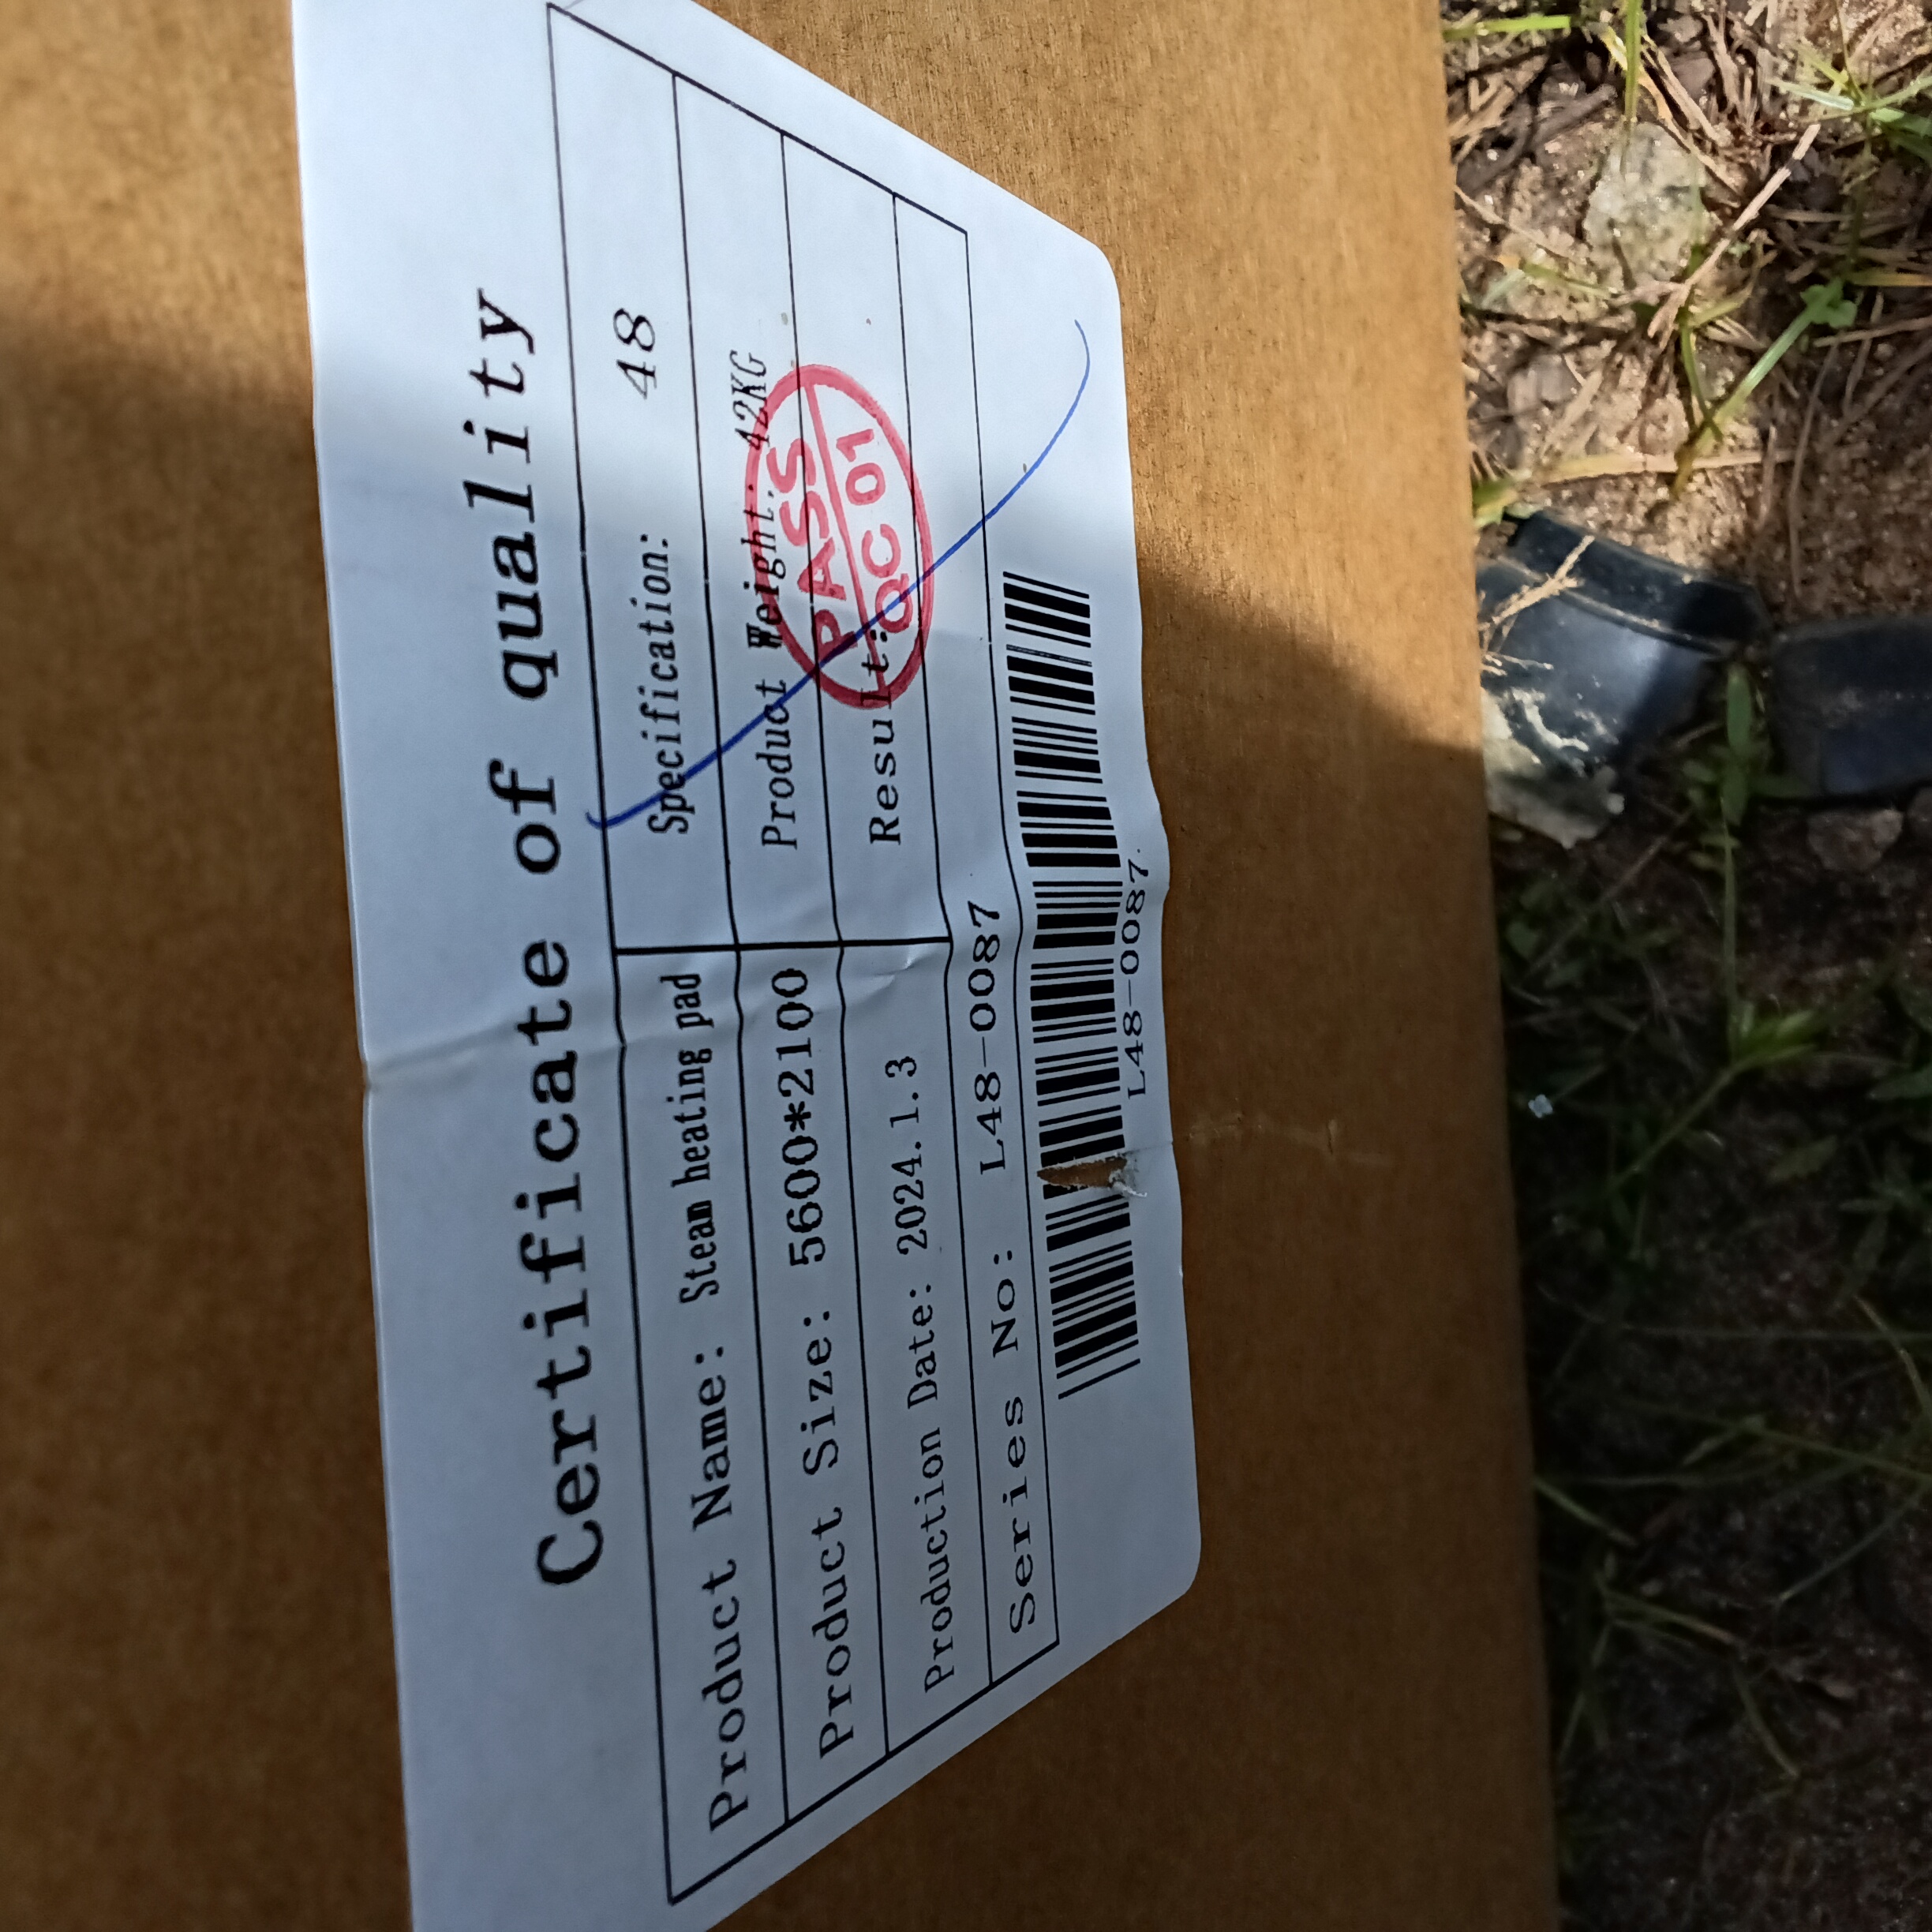 Certificate of quality
Product Name: Steam heating pad Specification: 48
Product Size: 5600*2100 Product Weight: 42KG
Production Date: 2024.1.3 Result: PASS
QC 01
Series No: L48-0087
L48-0087